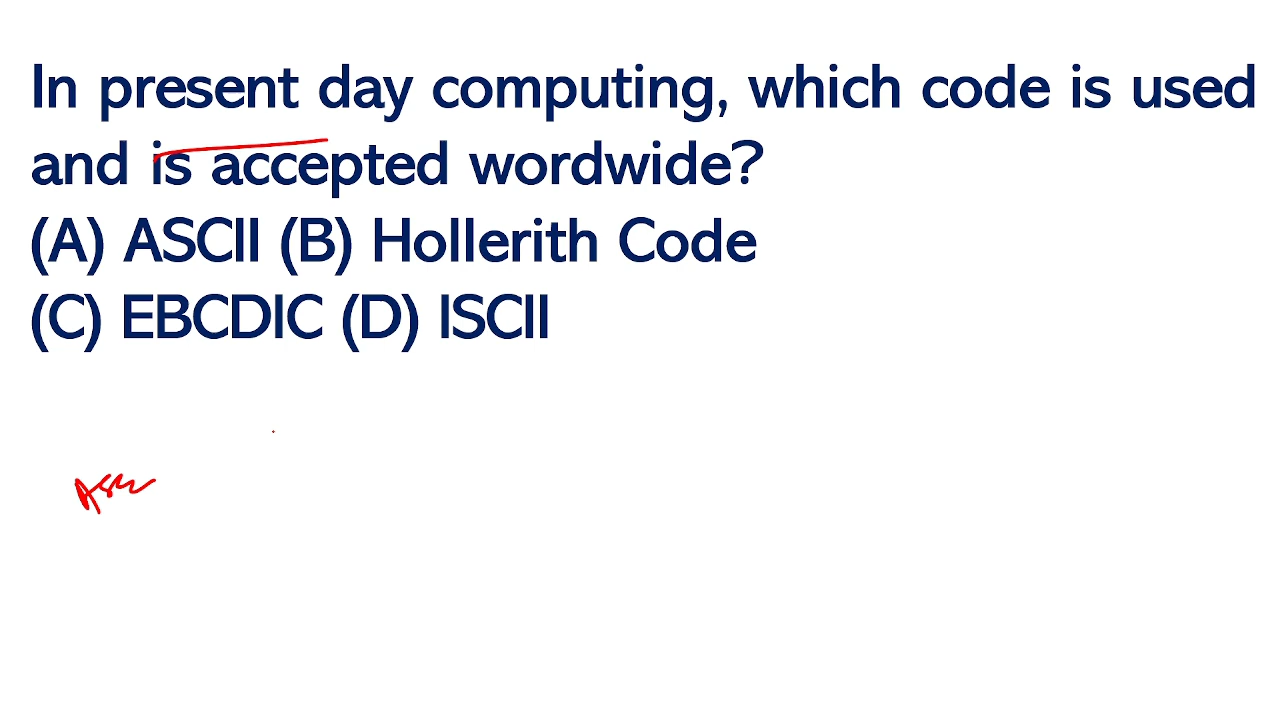 In present day computing, which code is used
and is accepted wordwide?
(A) ASCII (B) Hollerith Code
(C) EBCDIC (D) ISCII